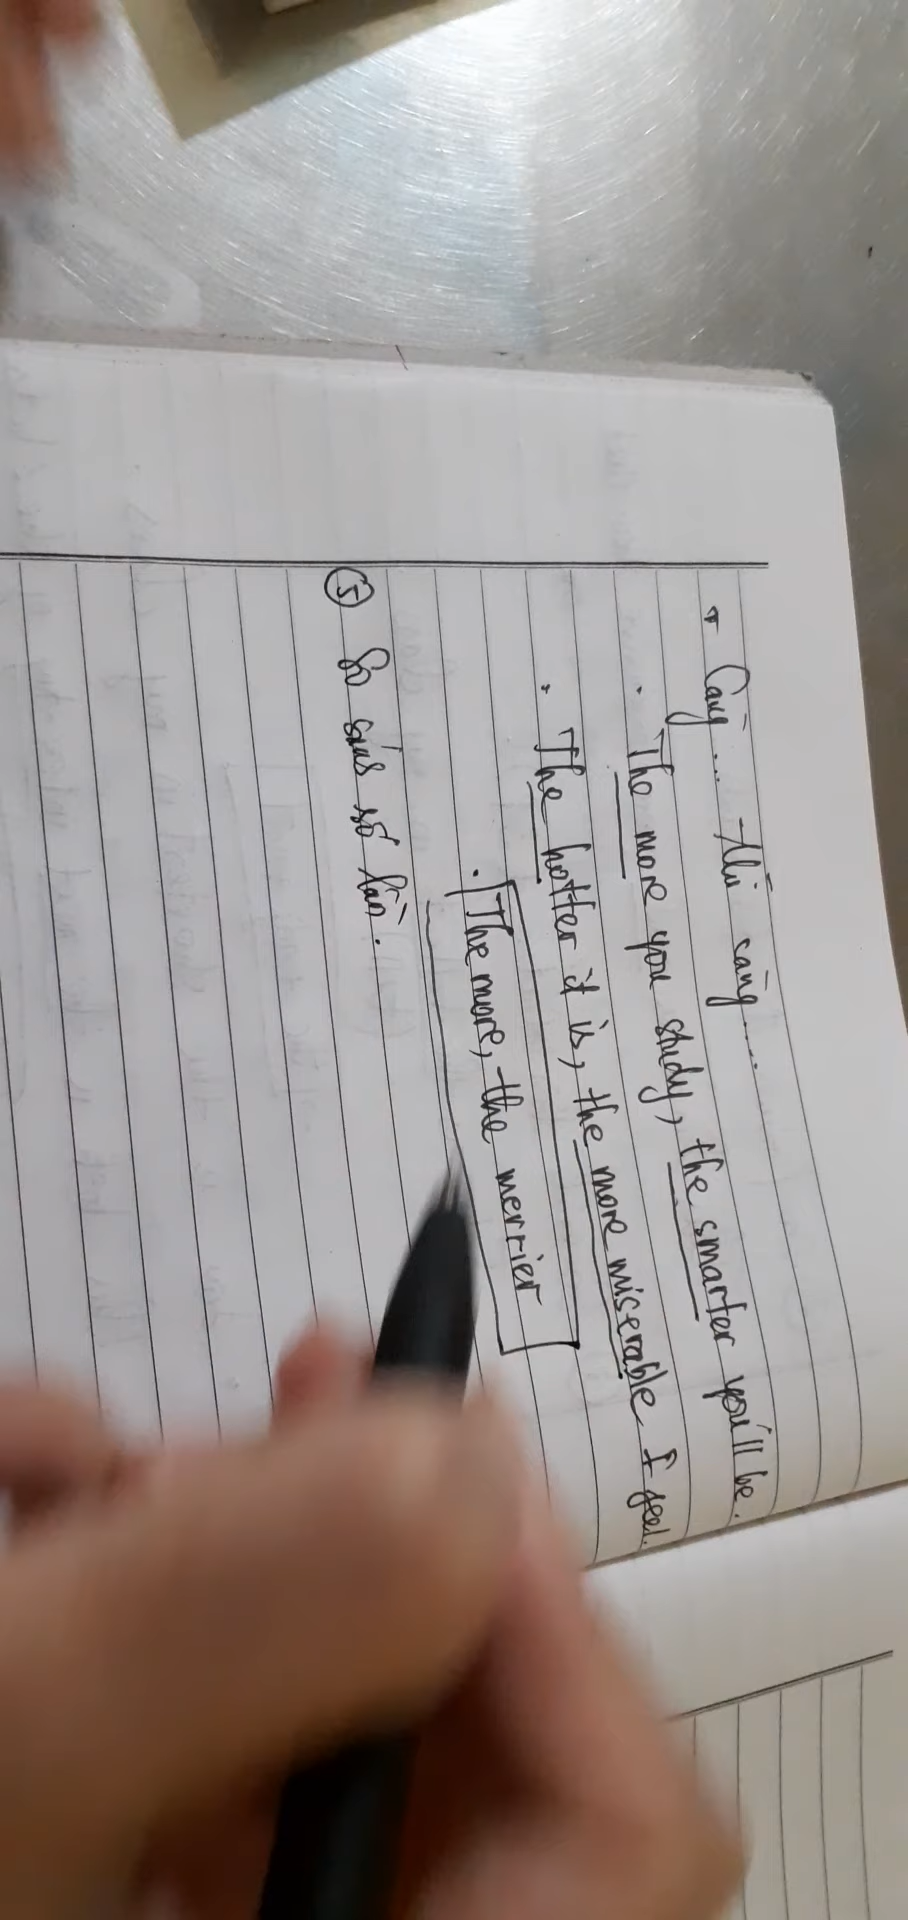 * Càng... thì càng....
. The more you study, the smarter you'll be.
. The hotter it is, the more miserable I feel.
. The more, the merrier
⑤ So sánh số lần.